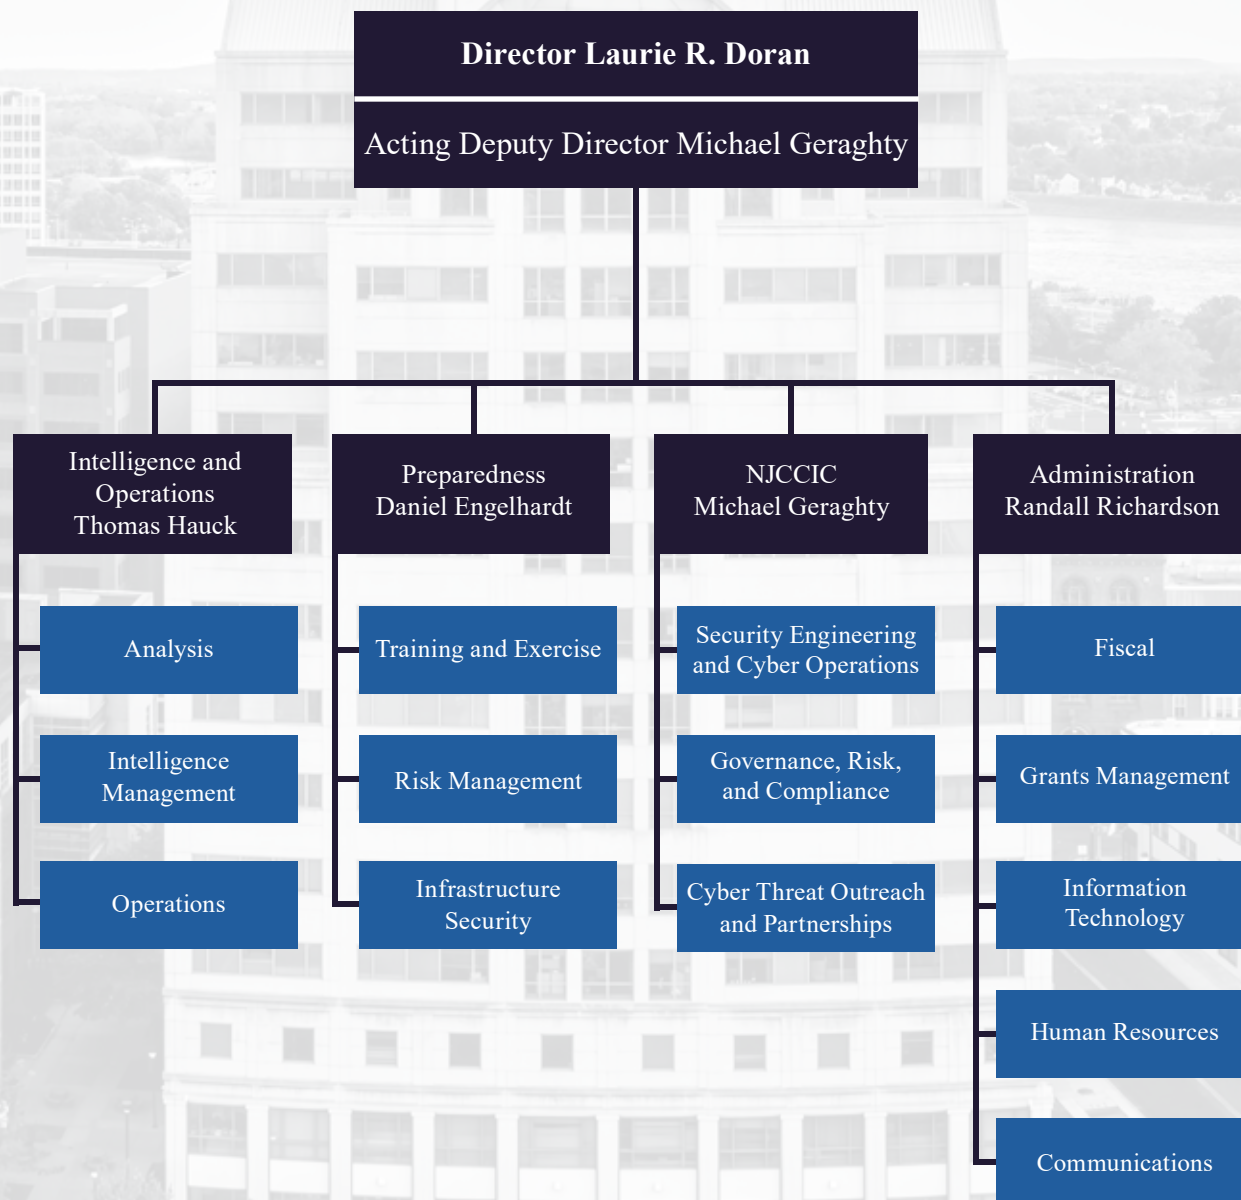 Director Laurie R. Doran
Acting Deputy Director Michael Geraghty
Intelligence and
Operations
Thomas Hauck
Preparedness
Daniel Engelhardt
NJCCIC
Michael Geraghty
Administration
Randall Richardson
Analysis
Intelligence
Management
Operations
Training and Exercise
Risk Management
Infrastructure
Security
Security Engineering
and Cyber Operations
Governance, Risk,
and Compliance
Cyber Threat Outreach
and Partnerships
Fiscal
Grants Management
Information
Technology
Human Resources
Communications